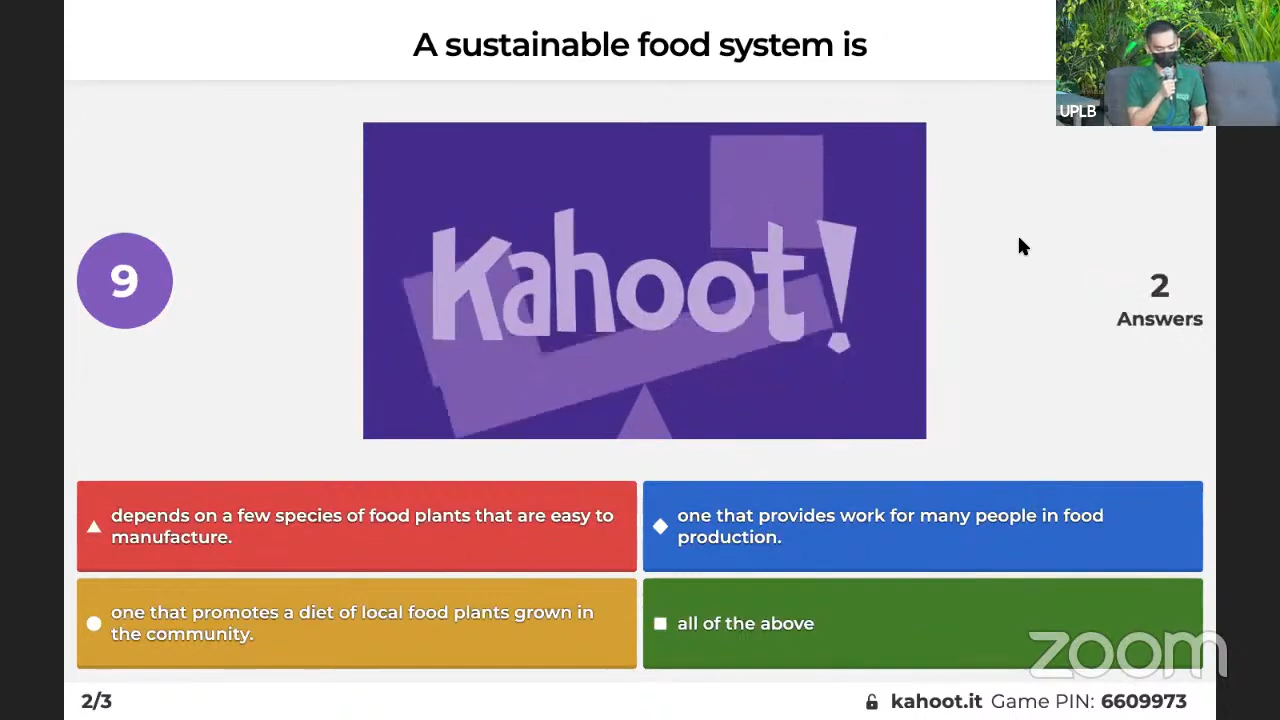 A sustainable food system is
UPLB
Kahoot!
9
2
Answers
depends on a few species of food plants that are easy to
manufacture.
one that provides work for many people in food
production.
one that promotes a diet of local food plants grown in
the community.
all of the above
zoom
2/3
kahoot.it Game PIN: 6609973